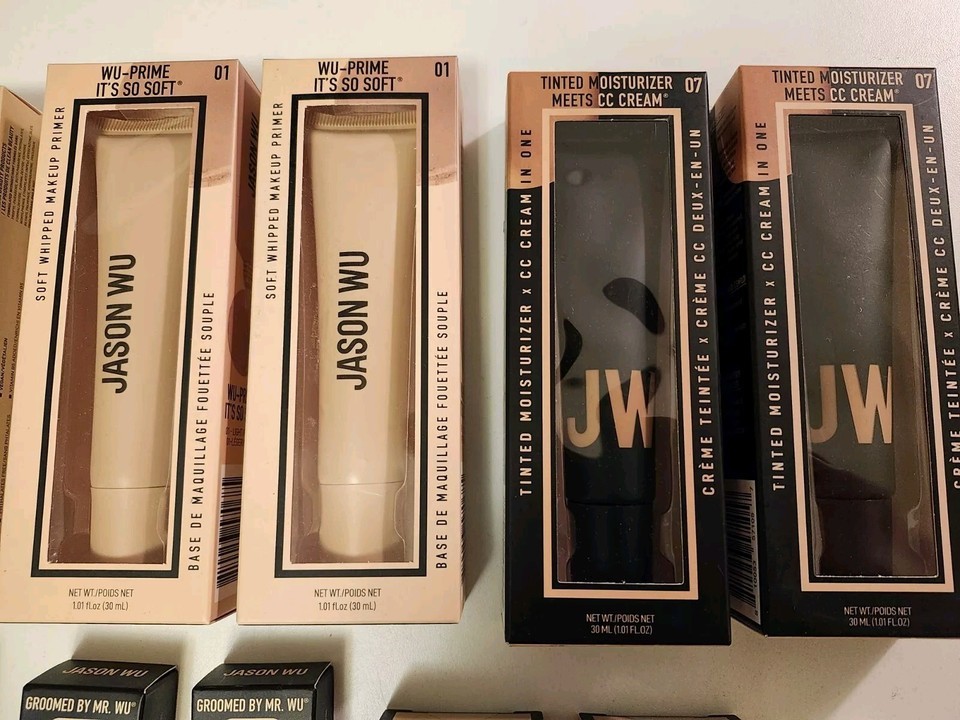 WU-PRIME
IT'S SO SOFT®
01
SOFT WHIPPED MAKEUP PRIMER
JASON WU
BASE DE MAQUILLAGE FOUETTÉE SOUPLE
NET WT./POIDS NET
1.01 fl.oz (30 mL)
WU-PRIME
IT'S SO SOFT®
01
SOFT WHIPPED MAKEUP PRIMER
JASON WU
BASE DE MAQUILLAGE FOUETTÉE SOUPLE
NET WT./POIDS NET
1.01 fl.oz (30 mL)
TINTED MOISTURIZER
MEETS CC CREAM®
07
TINTED MOISTURIZER x CC CREAM IN ONE
JW
CRÈME TEINTÉE x CRÈME CC DEUX-EN-UN
NET WT./POIDS NET
30 ML (1.01 FL.OZ)
TINTED MOISTURIZER
MEETS CC CREAM®
07
TINTED MOISTURIZER x CC CREAM IN ONE
JW
CRÈME TEINTÉE x CRÈME CC DEUX-EN-UN
NET WT./POIDS NET
30 ML (1.01 FL.OZ)
JASON WU
GROOMED BY MR. WU®
JASON WU
GROOMED BY MR. WU®